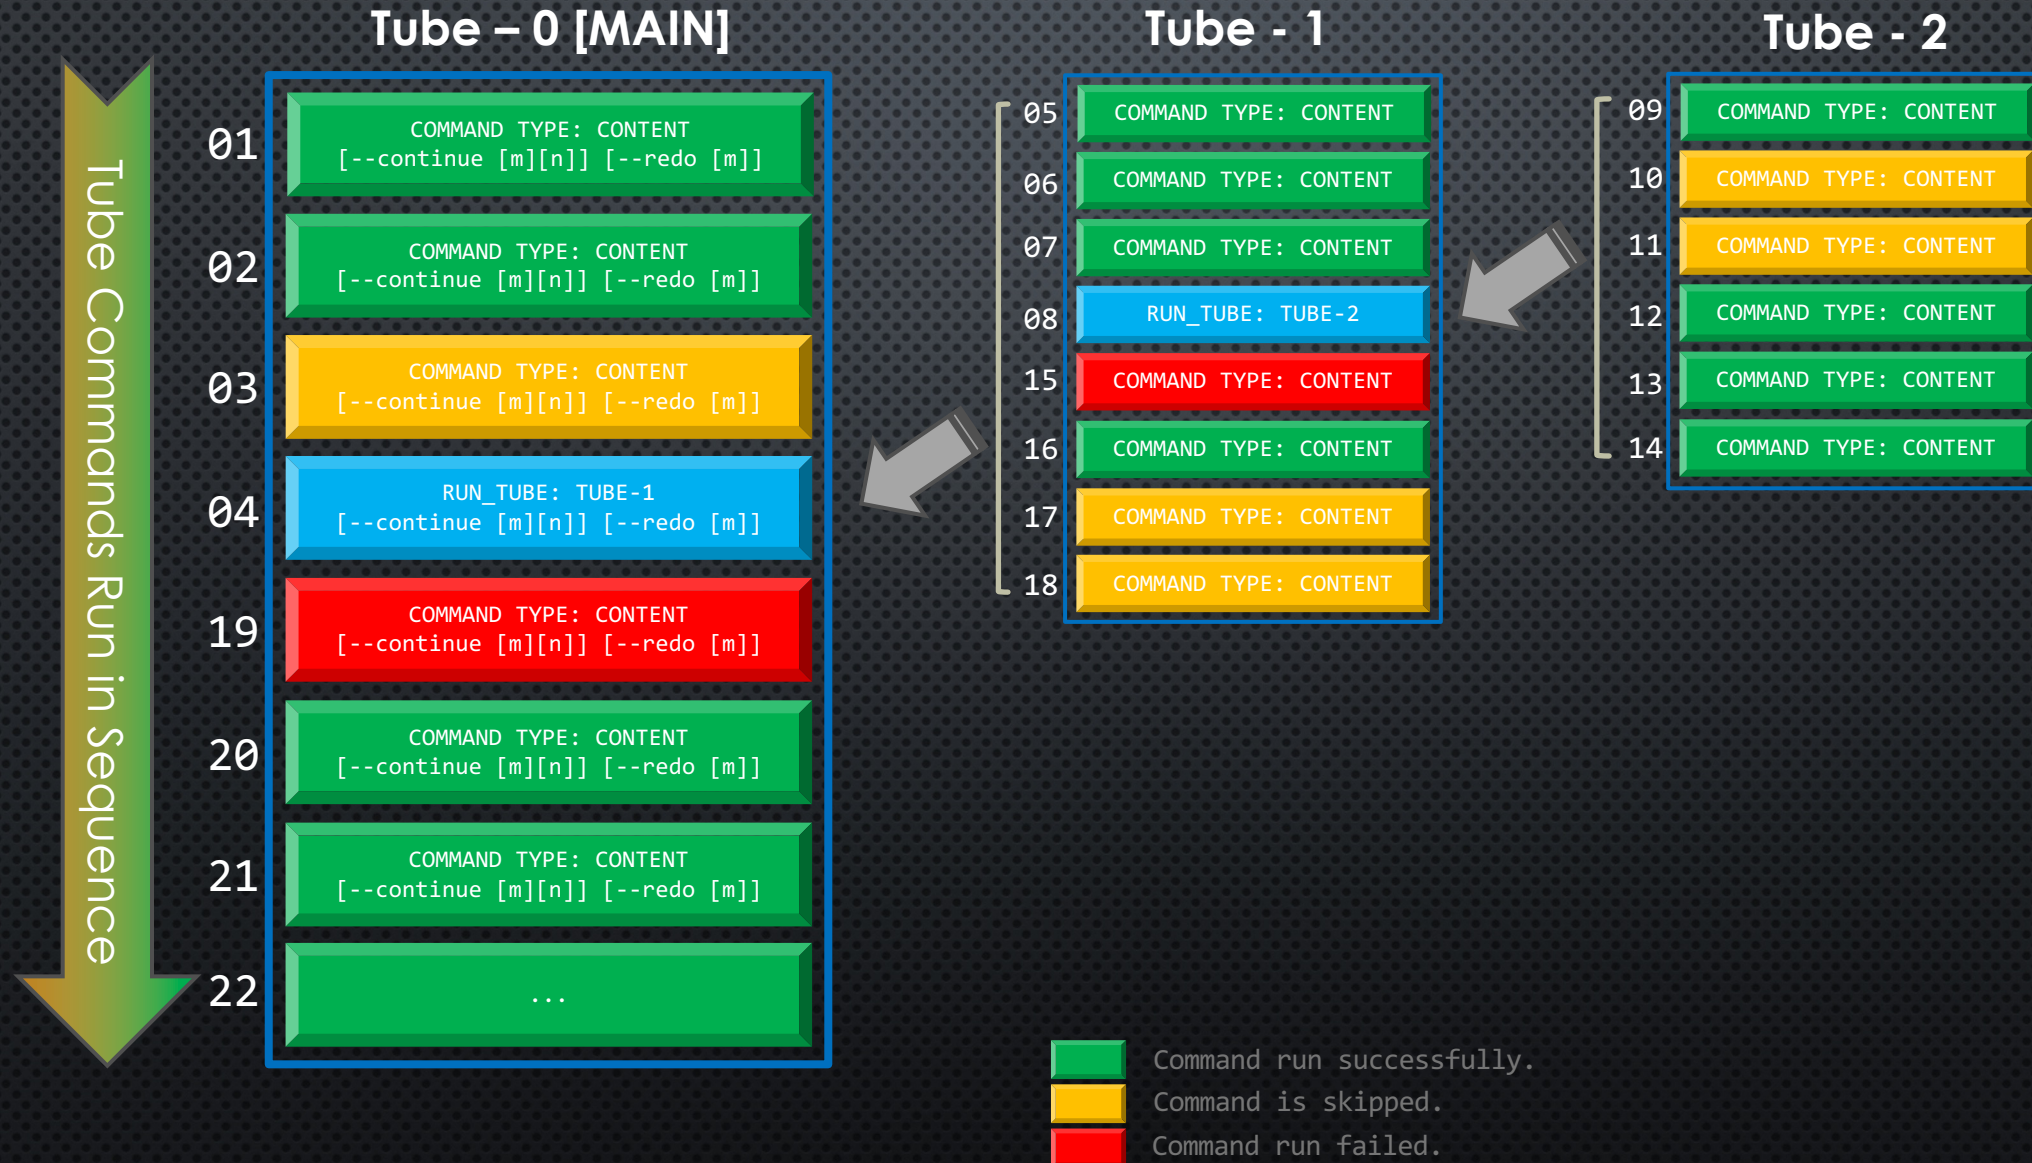 Tube – 0 [MAIN]
Tube Commands Run in Sequence
01
COMMAND TYPE: CONTENT
[--continue [m][n]] [--redo [m]]
02
COMMAND TYPE: CONTENT
[--continue [m][n]] [--redo [m]]
03
COMMAND TYPE: CONTENT
[--continue [m][n]] [--redo [m]]
04
RUN_TUBE: TUBE-1
[--continue [m][n]] [--redo [m]]
19
COMMAND TYPE: CONTENT
[--continue [m][n]] [--redo [m]]
20
COMMAND TYPE: CONTENT
[--continue [m][n]] [--redo [m]]
21
COMMAND TYPE: CONTENT
[--continue [m][n]] [--redo [m]]
22
...
Tube - 1
05 COMMAND TYPE: CONTENT
06 COMMAND TYPE: CONTENT
07 COMMAND TYPE: CONTENT
08 RUN_TUBE: TUBE-2
15 COMMAND TYPE: CONTENT
16 COMMAND TYPE: CONTENT
17 COMMAND TYPE: CONTENT
18 COMMAND TYPE: CONTENT
Tube - 2
09 COMMAND TYPE: CONTENT
10 COMMAND TYPE: CONTENT
11 COMMAND TYPE: CONTENT
12 COMMAND TYPE: CONTENT
13 COMMAND TYPE: CONTENT
14 COMMAND TYPE: CONTENT
Command run successfully.
Command is skipped.
Command run failed.